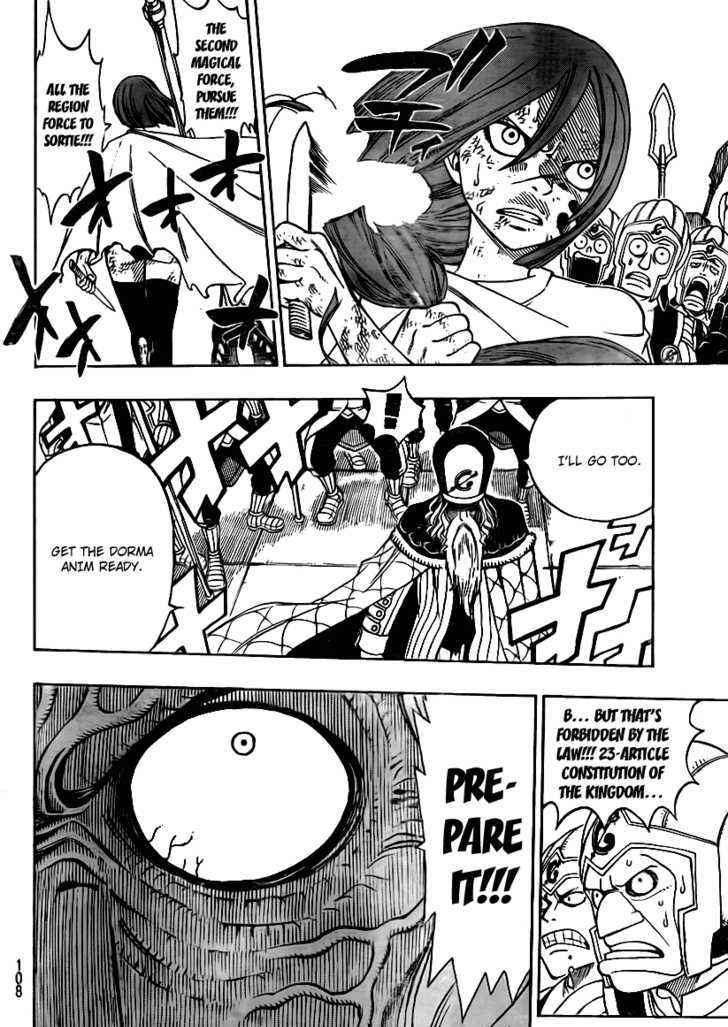 THE
SECOND
MAGICAL
FORCE,
PURSUE
THEM!!!
ALL THE
REGION
FORCE TO
SORTIE!!!
!!
I'LL GO TOO.
GET THE DORMA
ANIM READY.
B... BUT THAT'S
FORBIDDEN BY THE
LAW!!! 23-ARTICLE
CONSTITUTION OF
THE KINGDOM...
PRE-
PARE
IT!!!
108